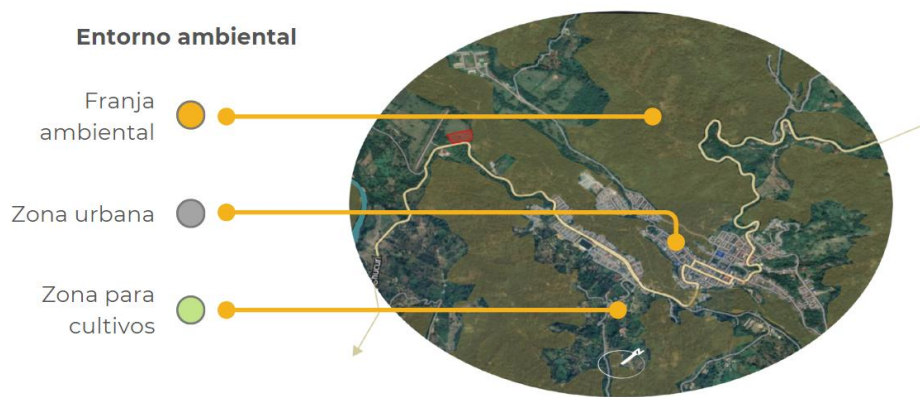 Entorno ambiental
Franja
ambiental
Zona urbana
Zona para
cultivos